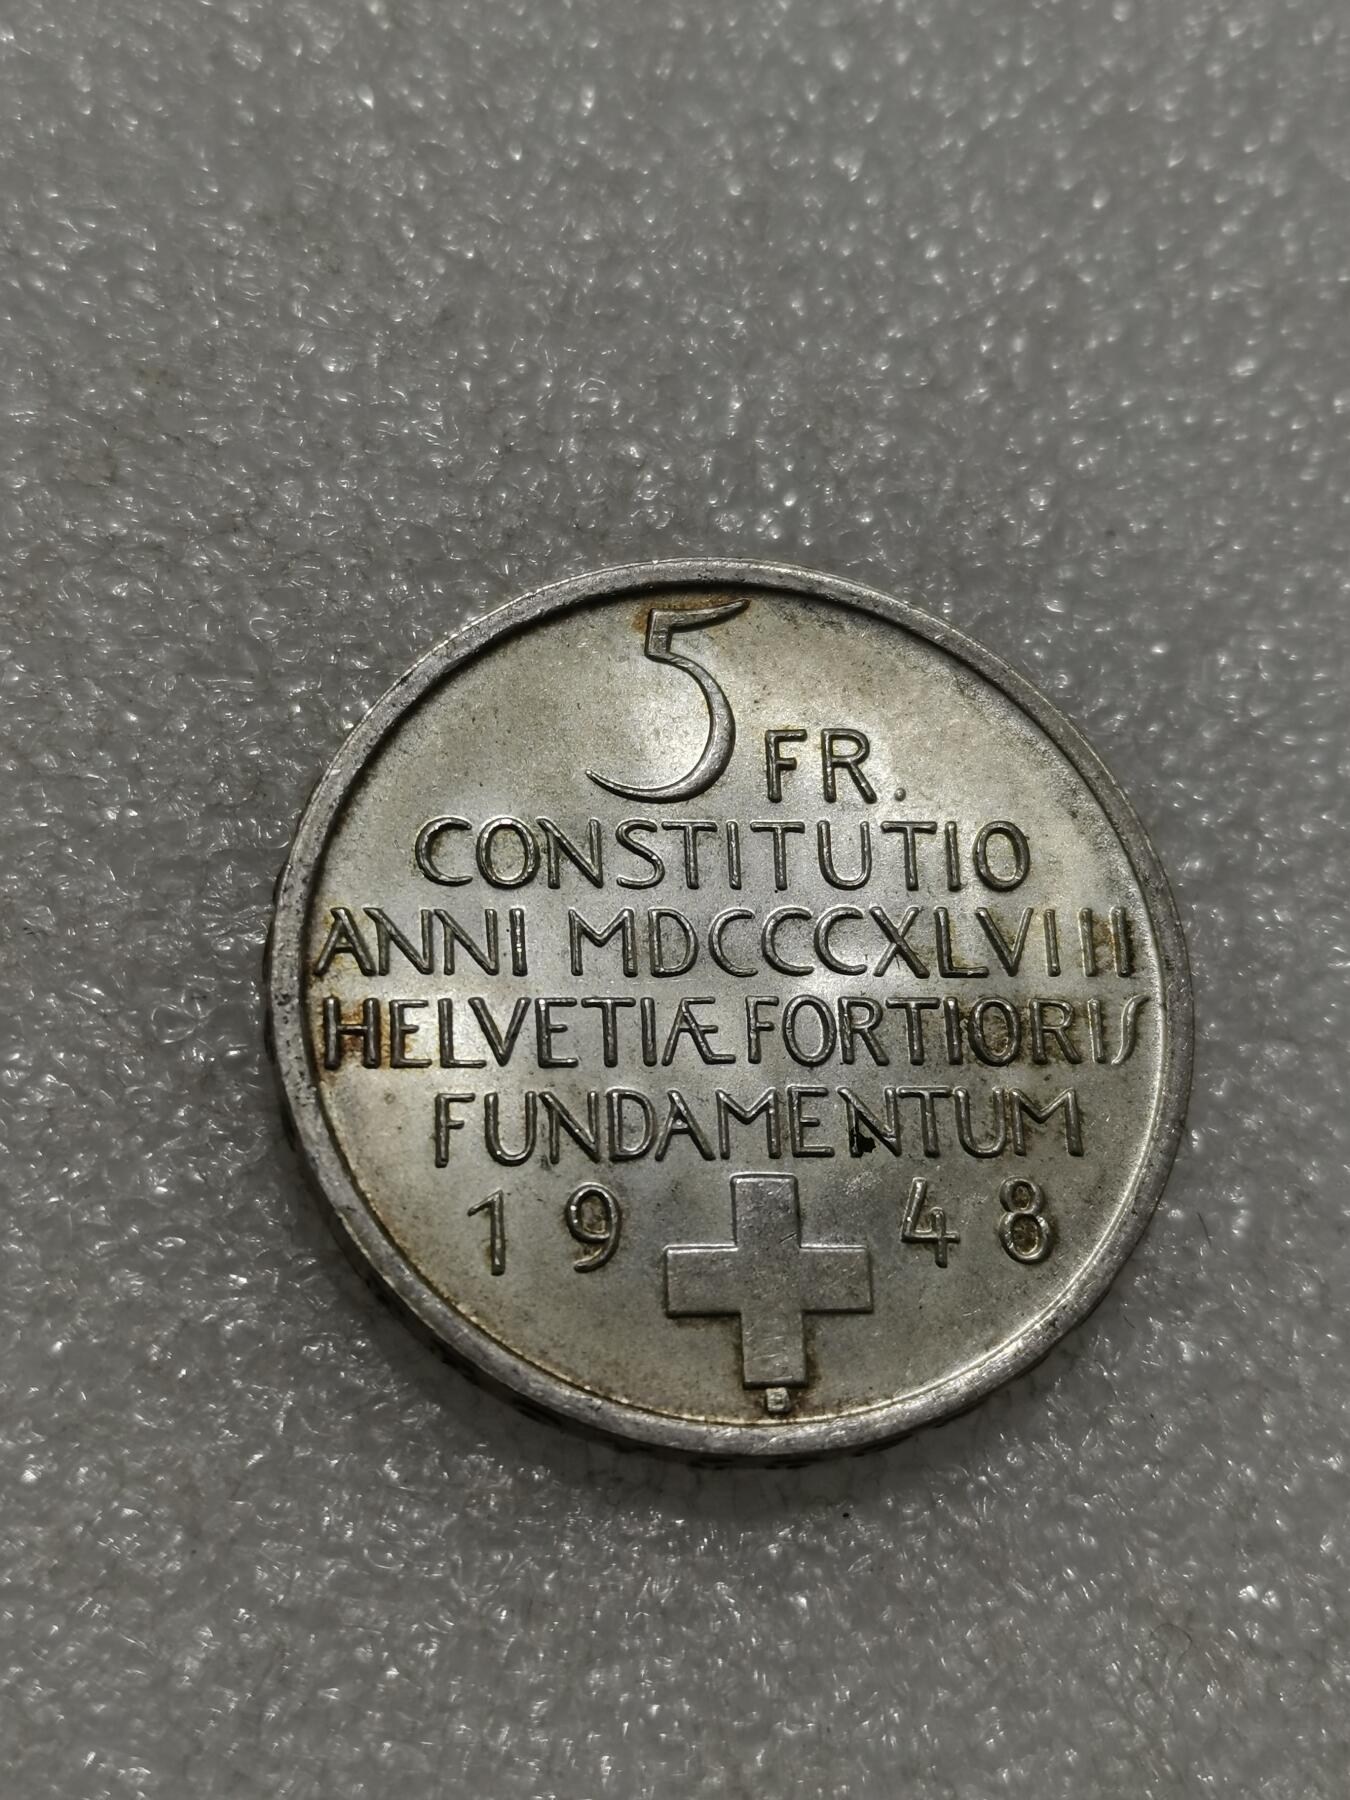 5 FR.
CONSTITUTIO
ANNI MDCCCXLVIII
HELVETIÆ FORTIORIS
FUNDAMENTUM
1948
B